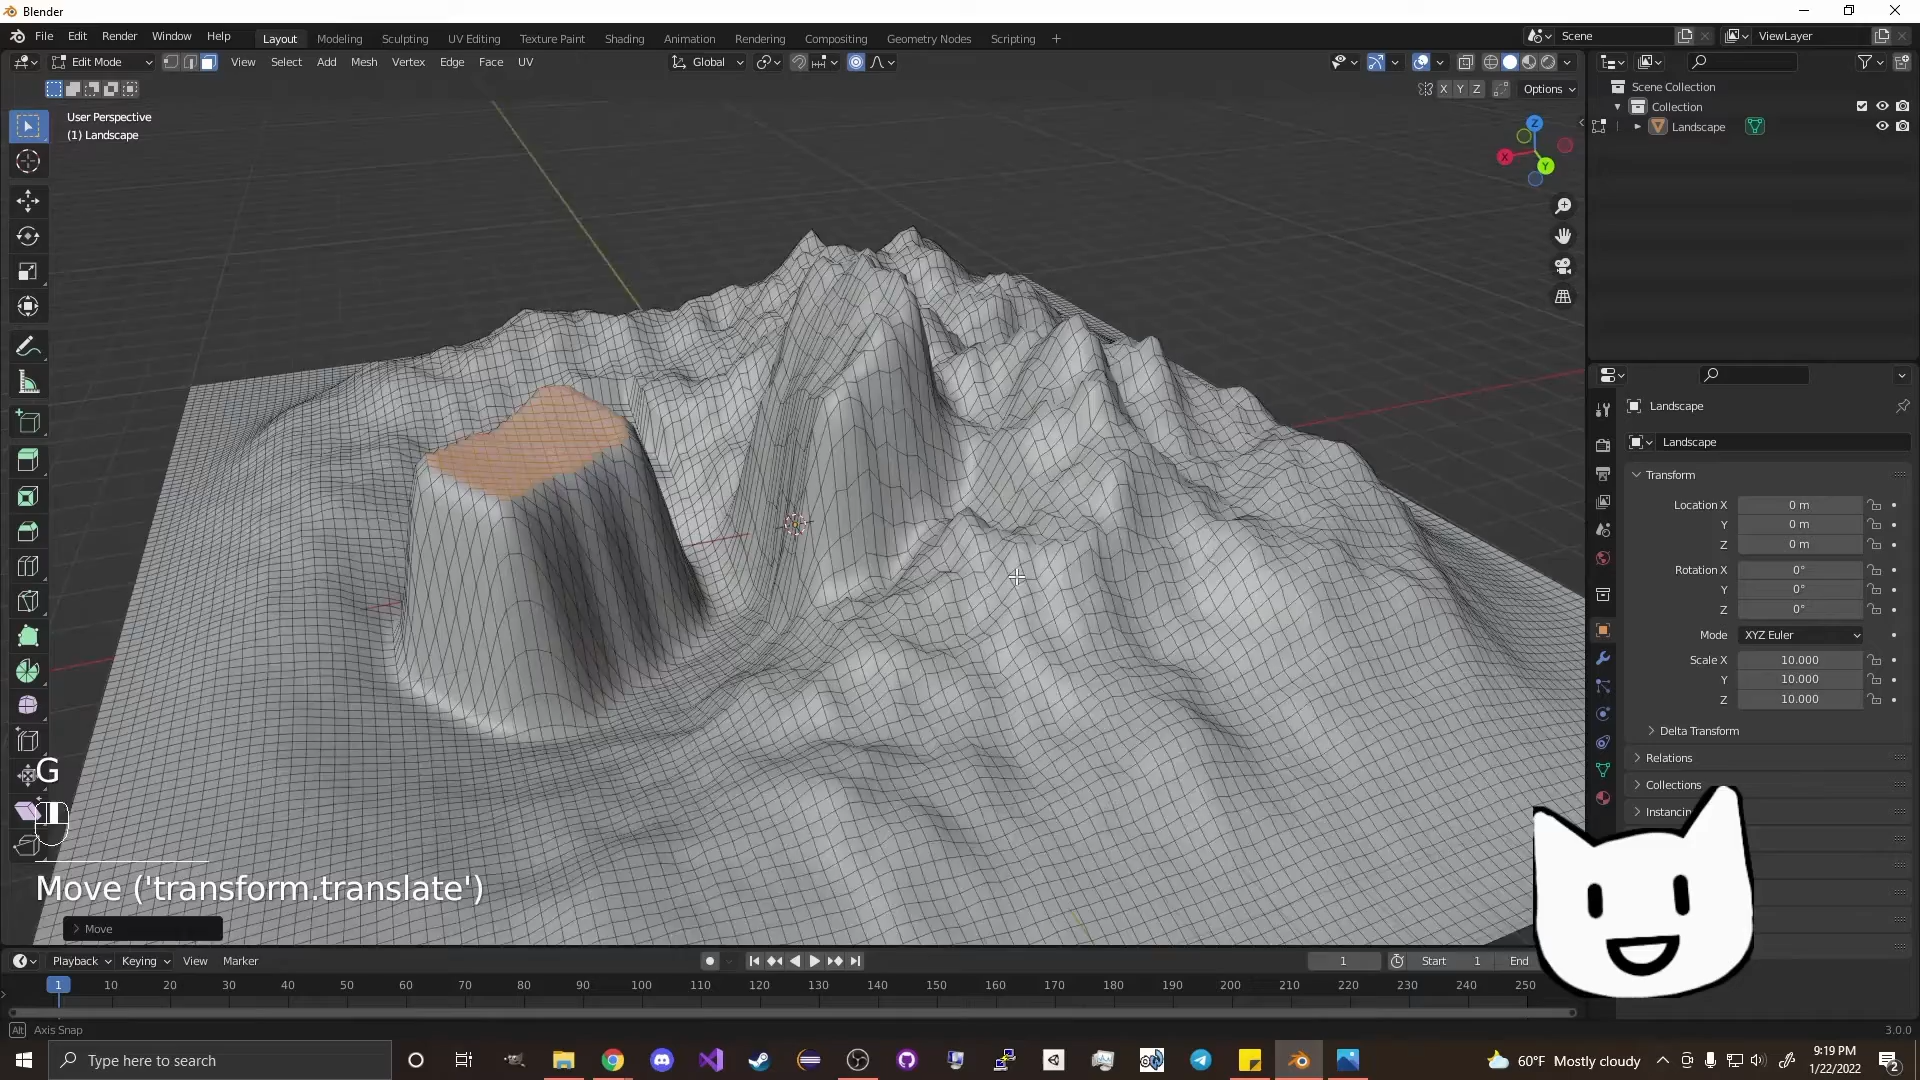 Blender
File Edit Render Window Help
Layout Modeling Sculpting UV Editing Texture Paint Shading Animation Rendering Compositing Geometry Nodes Scripting +
Scene
ViewLayer
Edit Mode
View Select Add Mesh Vertex Edge Face UV
Global
X Y Z
Options
User Perspective
(1) Landscape
Z
X
Y
Scene Collection
Collection
Landscape
Landscape
Landscape
Transform
Location X 0 m
Y 0 m
Z 0 m
Rotation X 0°
Y 0°
Z 0°
Mode XYZ Euler
Scale X 10.000
Y 10.000
Z 10.000
Delta Transform
Relations
Collections
G
Move ('transform.translate')
Move
Playback Keying View Marker
1
Start 1
End
1 10 20 30 40 50 60 70 80 90 100 110 120 130 140 150 160 170 180 190 200 210 220 230 240 250
Alt Axis Snap
3.0.0
Type here to search
60°F Mostly cloudy
9:19 PM
1/22/2022
2